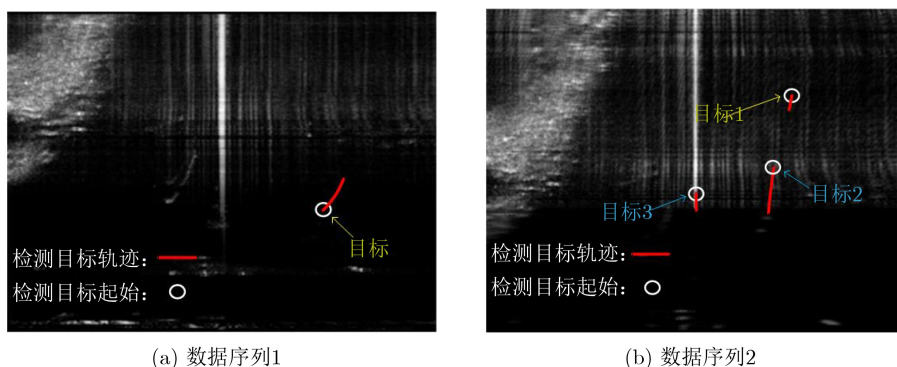 目标
检测目标轨迹：
检测目标起始：
(a) 数据序列1
目标1
目标2
目标3
检测目标轨迹：
检测目标起始：
(b) 数据序列2